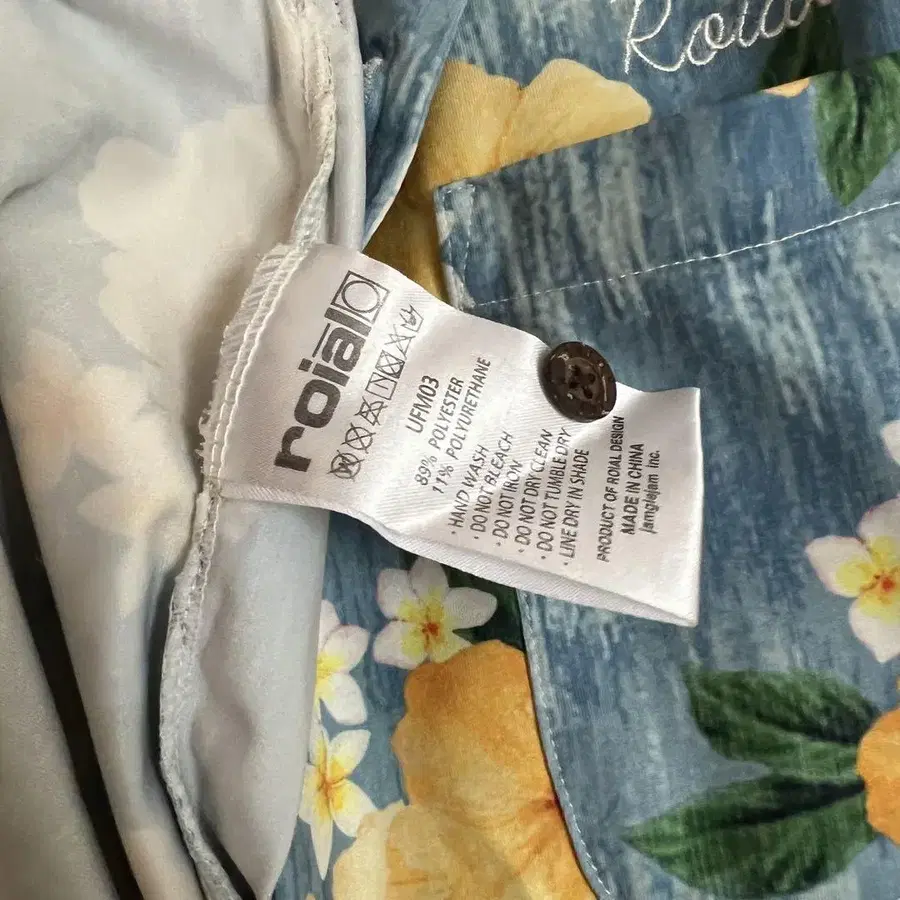 Roial
roial
UFM03
89% POLYESTER
11% POLYURETHANE
· HAND WASH
· DO NOT BLEACH
· DO NOT IRON
· DO NOT DRY CLEAN
· DO NOT TUMBLE DRY
· LINE DRY IN SHADE
PRODUCT OF ROIAL DESIGN
MADE IN CHINA
jamglejam inc.